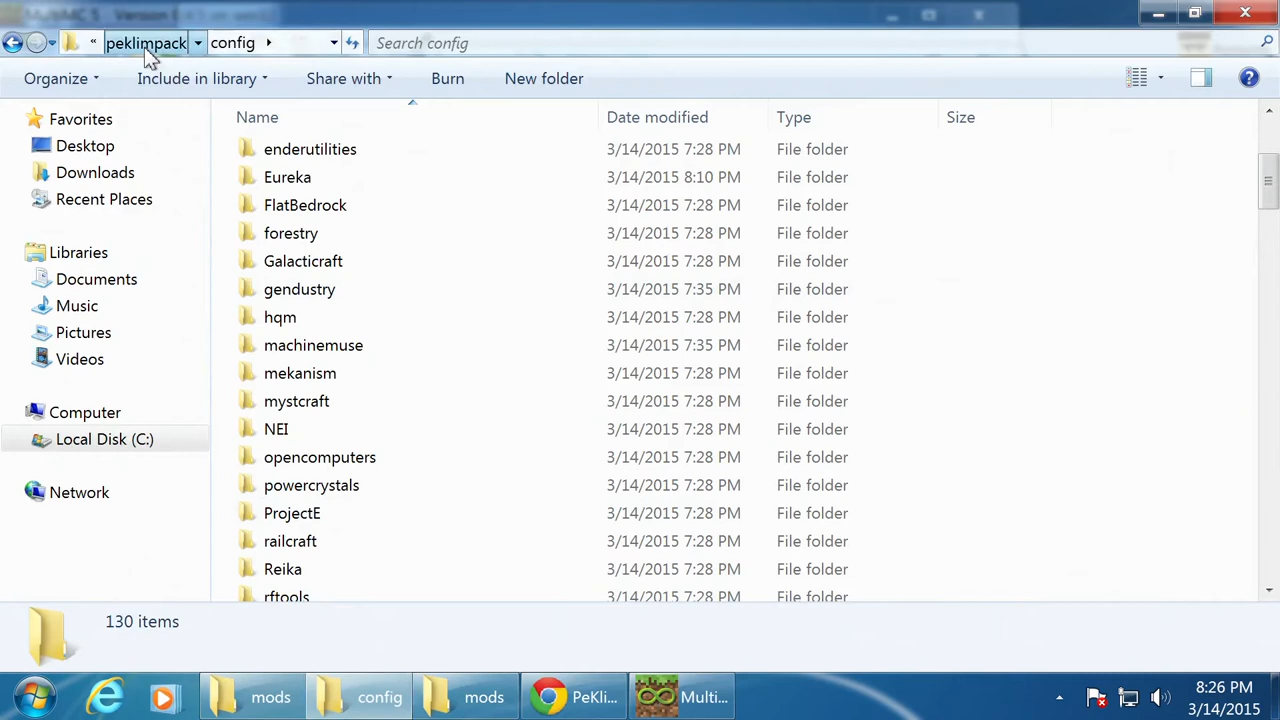 MultiMC 5 - Version
« peklimpack config
Search config
Organize Include in library Share with Burn New folder
Name Date modified Type Size
Favorites
Desktop
Downloads
Recent Places
Libraries
Documents
Music
Pictures
Videos
Computer
Local Disk (C:)
Network
enderutilities 3/14/2015 7:28 PM File folder
Eureka 3/14/2015 8:10 PM File folder
FlatBedrock 3/14/2015 7:28 PM File folder
forestry 3/14/2015 7:28 PM File folder
Galacticraft 3/14/2015 7:28 PM File folder
gendustry 3/14/2015 7:35 PM File folder
hqm 3/14/2015 7:28 PM File folder
machinemuse 3/14/2015 7:35 PM File folder
mekanism 3/14/2015 7:28 PM File folder
mystcraft 3/14/2015 7:28 PM File folder
NEI 3/14/2015 7:28 PM File folder
opencomputers 3/14/2015 7:28 PM File folder
powercrystals 3/14/2015 7:28 PM File folder
ProjectE 3/14/2015 7:28 PM File folder
railcraft 3/14/2015 7:28 PM File folder
Reika 3/14/2015 7:28 PM File folder
rftools 3/14/2015 7:28 PM File folder
130 items
mods config mods PeKli... Multi...
8:26 PM
3/14/2015